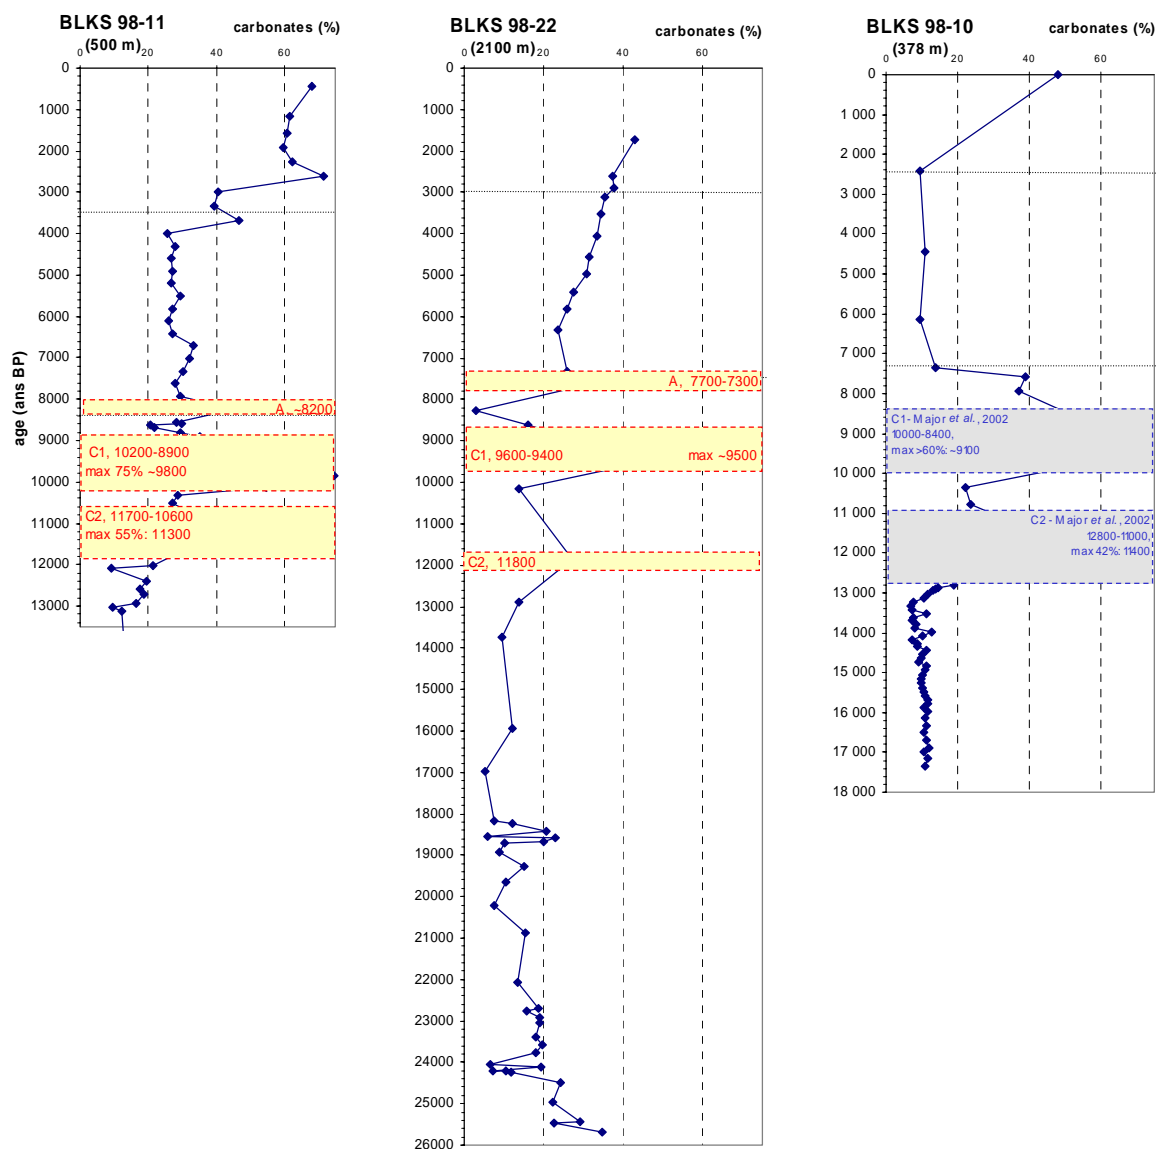 BLKS 98-11
(500 m)
carbonates (%)
0 20 40 60
age (ans BP)
0
1000
2000
3000
4000
5000
6000
7000
8000
9000
10000
11000
12000
13000
A, ~8200
C1, 10200-8900
max 75% ~9800
C2, 11700-10600
max 55%: 11300
BLKS 98-22
(2100 m)
carbonates (%)
0 20 40 60
0
1000
2000
3000
4000
5000
6000
7000
8000
9000
10000
11000
12000
13000
14000
15000
16000
17000
18000
19000
20000
21000
22000
23000
24000
25000
26000
A, 7700-7300
C1, 9600-9400 max ~9500
C2, 11800
BLKS 98-10
(378 m)
carbonates (%)
0 20 40 60
0
1 000
2 000
3 000
4 000
5 000
6 000
7 000
8 000
9 000
10 000
11 000
12 000
13 000
14 000
15 000
16 000
17 000
18 000
C1- Major et al., 2002
10000-8400,
max >60%: ~9100
C2 - Major et al., 2002
12800-11000,
max 42%: 11400